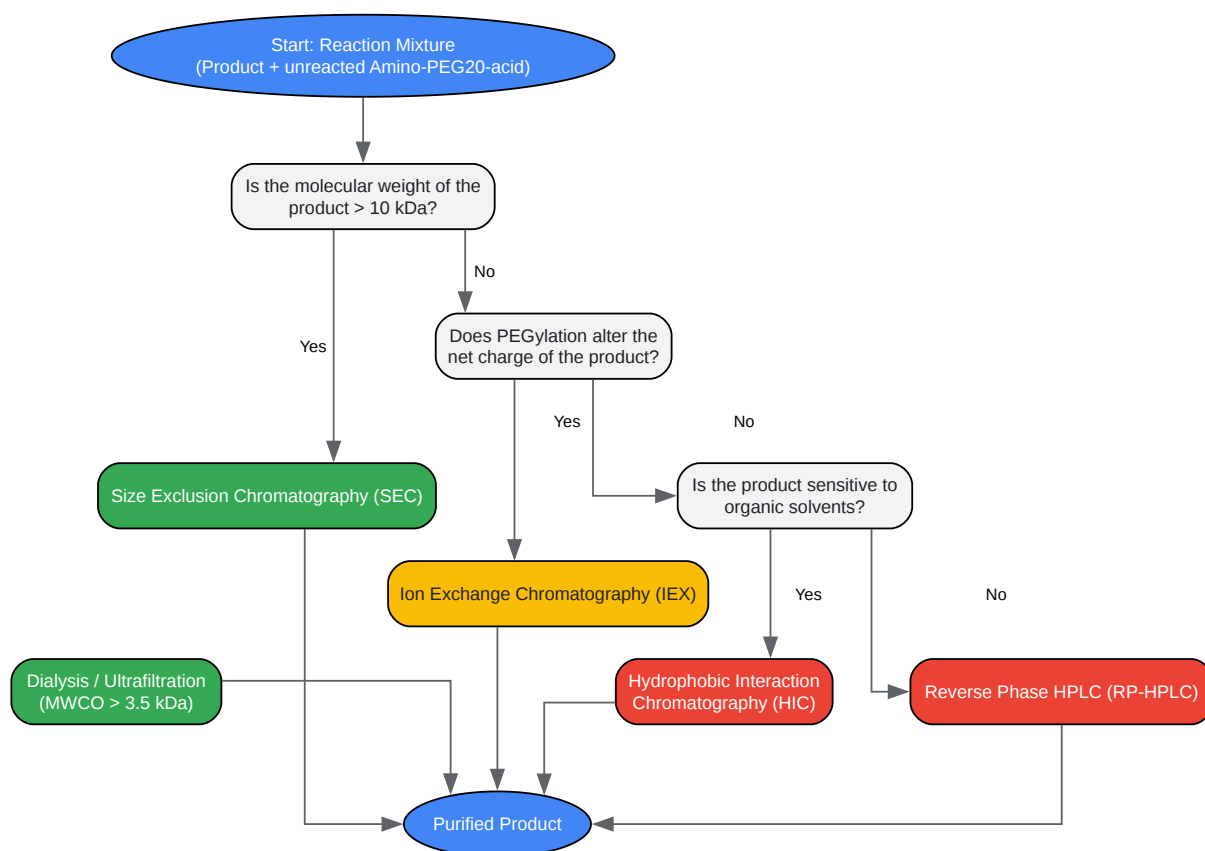 Start: Reaction Mixture
(Product + unreacted Amino-PEG20-acid)
Is the molecular weight of the
product > 10 kDa?
No
Does PEGylation alter the
net charge of the product?
Yes
Yes
No
Size Exclusion Chromatography (SEC)
Is the product sensitive to
organic solvents?
Ion Exchange Chromatography (IEX)
Yes
No
Dialysis / Ultrafiltration
(MWCO > 3.5 kDa)
Hydrophobic Interaction
Chromatography (HIC)
Reverse Phase HPLC (RP-HPLC)
Purified Product